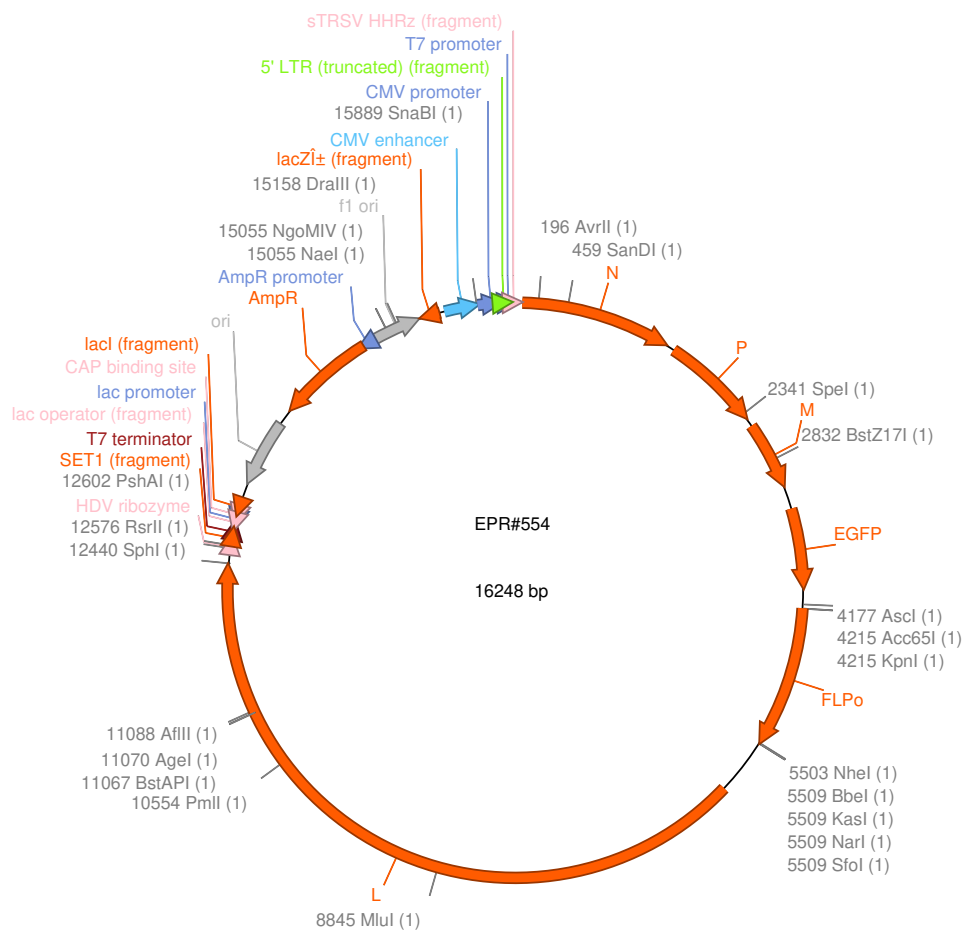 sTRSV HHRz (fragment)
T7 promoter
5' LTR (truncated) (fragment)
CMV promoter
15889 SnaBI (1)
CMV enhancer
lacZÎ± (fragment)
15158 DraIII (1)
f1 ori
15055 NgoMIV (1)
15055 NaeI (1)
AmpR promoter
AmpR
ori
lacI (fragment)
CAP binding site
lac promoter
lac operator (fragment)
T7 terminator
SET1 (fragment)
12602 PshAI (1)
HDV ribozyme
12576 RsrII (1)
12440 SphI (1)
196 AvrII (1)
459 SanDI (1)
N
P
2341 SpeI (1)
M
2832 BstZ17I (1)
EGFP
4177 AscI (1)
4215 Acc65I (1)
4215 KpnI (1)
FLPo
5503 NheI (1)
5509 BbeI (1)
5509 KasI (1)
5509 NarI (1)
5509 SfoI (1)
EPR#554
16248 bp
11088 AflII (1)
11070 AgeI (1)
11067 BstAPI (1)
10554 PmlI (1)
L
8845 MluI (1)